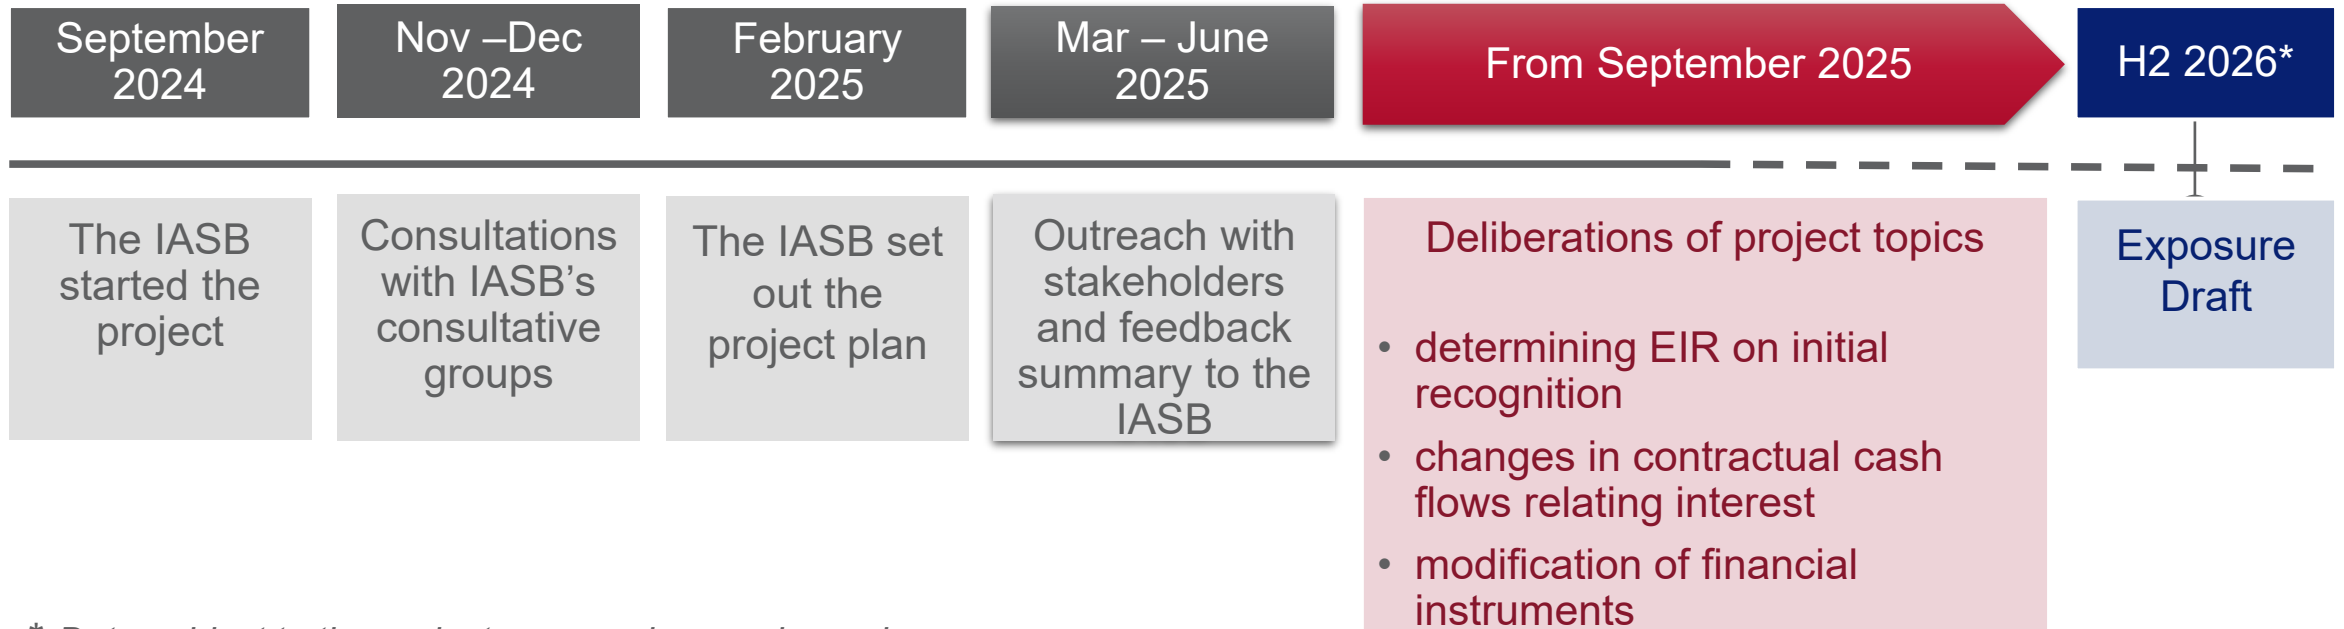 September
2024
Nov –Dec
2024
February
2025
Mar – June
2025
From September 2025
H2 2026*
The IASB
started the
project
Consultations
with IASB’s
consultative
groups
The IASB set
out the
project plan
Outreach with
stakeholders
and feedback
summary to the
IASB
Deliberations of project topics
• determining EIR on initial
recognition
• changes in contractual cash
flows relating interest
• modification of financial
instruments
Exposure
Draft
*